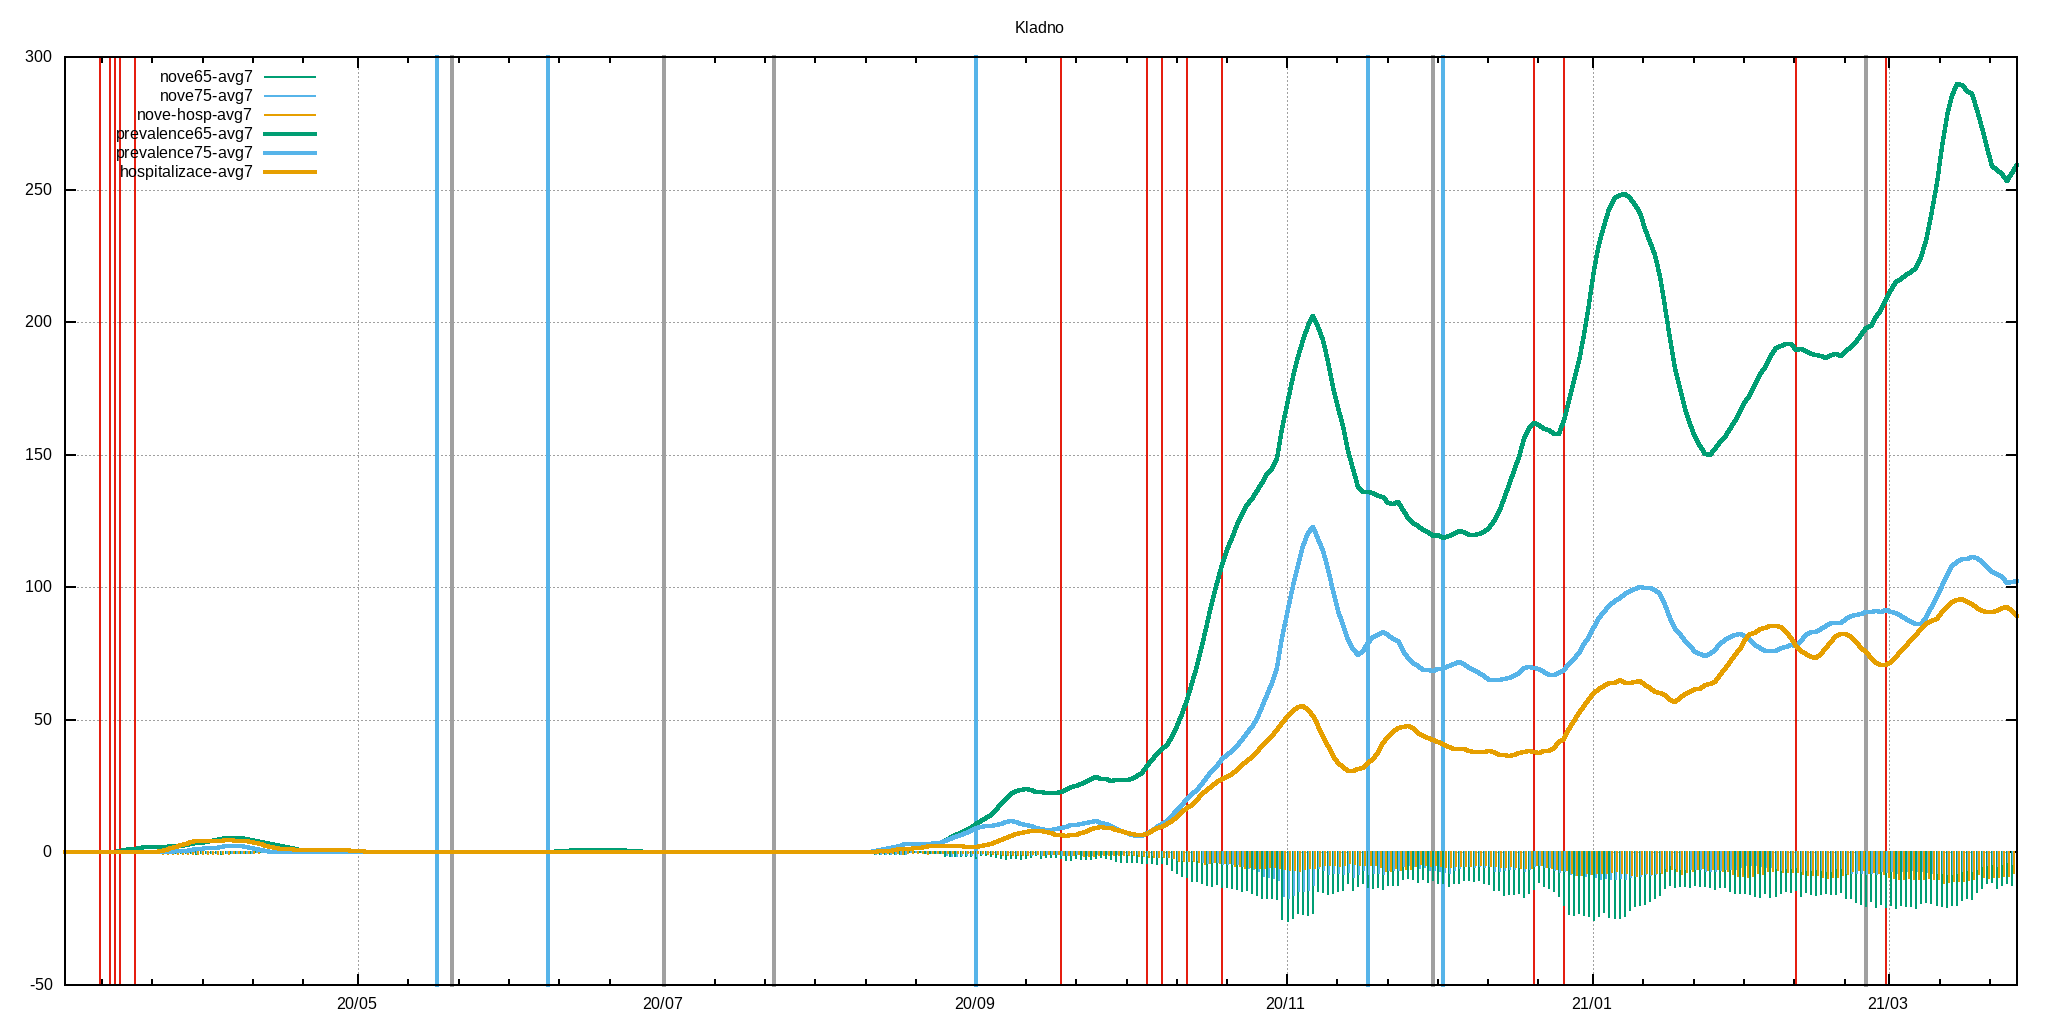 Kladno
300
250
200
150
100
50
0
-50
nove65-avg7
nove75-avg7
nove-hosp-avg7
prevalence65-avg7
prevalence75-avg7
hospitalizace-avg7
20/05
20/07
20/09
20/11
21/01
21/03